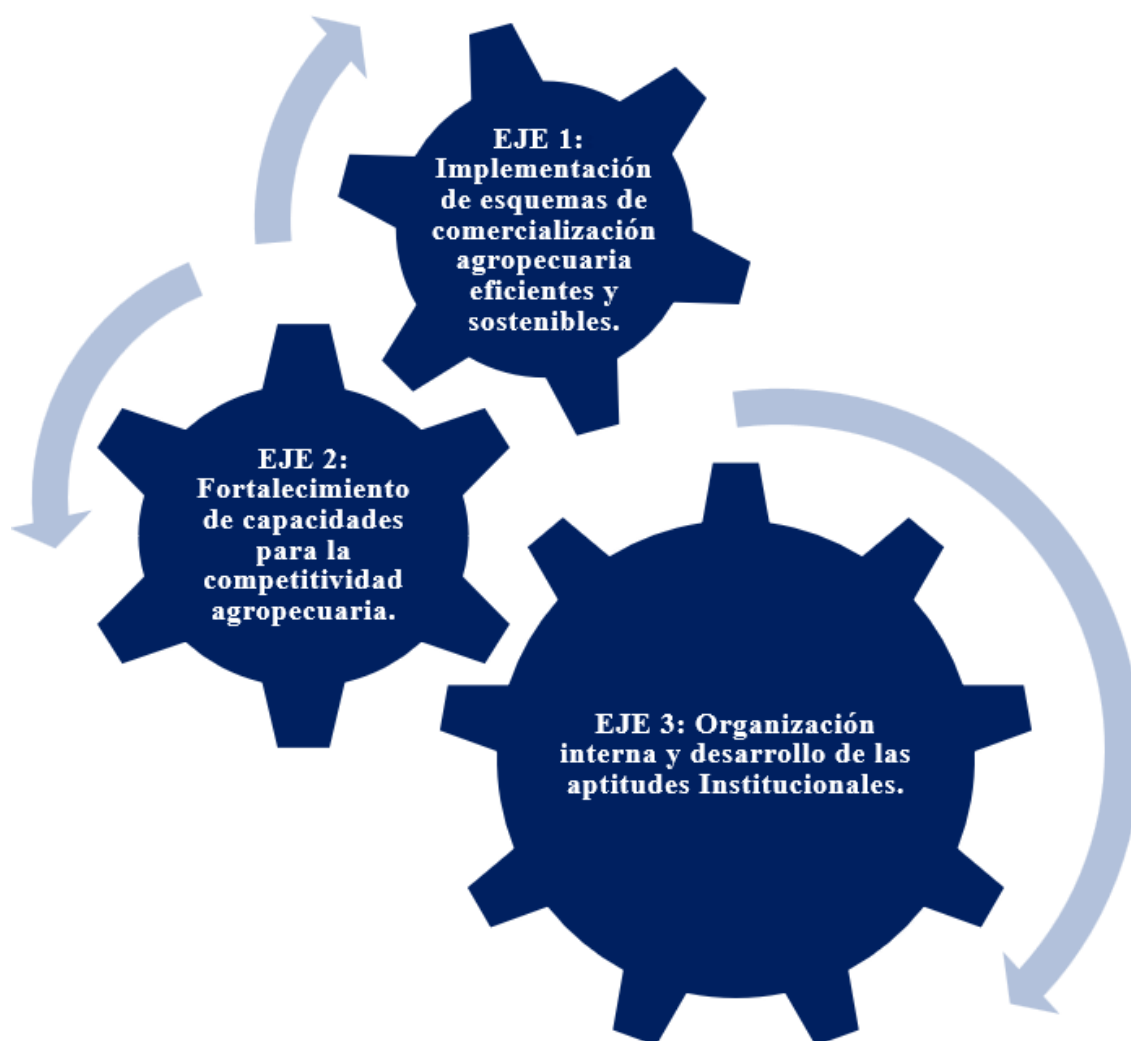 EJE 1:
Implementación
de esquemas de
comercialización
agropecuaria
eficientes y
sostenibles.
EJE 2:
Fortalecimiento
de capacidades
para la
competitividad
agropecuaria.
EJE 3: Organización
interna y desarrollo de las
aptitudes Institucionales.